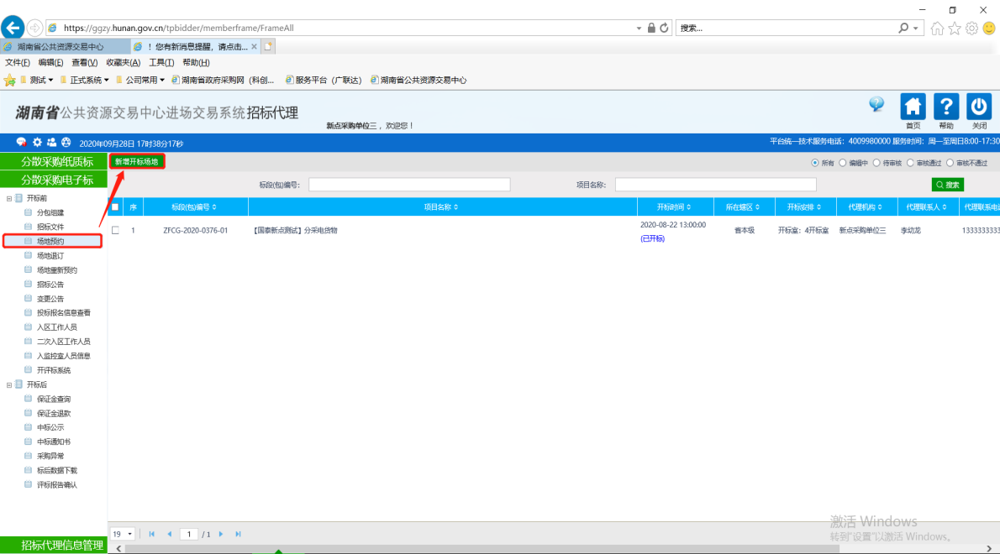 https://ggzy.hunan.gov.cn/tpbidder/memberframe/FrameAll
搜索...
湖南省公共资源交易中心
！您有新消息提醒，请点击...
文件(F) 编辑(E) 查看(V) 收藏夹(A) 工具(T) 帮助(H)
测试 正式系统 公司常用 湖南省政府采购网（科创... 服务平台（广联达） 湖南省公共资源交易中心
湖南省公共资源交易中心进场交易系统招标代理
新点采购单位三，欢迎您！
首页 帮助 关闭
2020年09月28日 17时38分17秒
平台统一技术服务电话：4009980000 服务时间：周一至周日8:00-17:30
分散采购纸质标
新增开标场地
所有 编辑中 待审核 审核通过 审核不通过
分散采购电子标
标段(包)编号:
项目名称:
搜索
序 标段(包)编号 项目名称 开标时间 所在辖区 开标安排 代理机构 代理联系人 代理联系电话
1 ZFCG-2020-0376-01 【国泰新点测试】分采电货物 2020-08-22 13:00:00 省本级 开标室：4开标室 新点采购单位三 李幼龙 1333333333
(已开标)
开标前
分包组建
招标文件
场地预约
场地退订
场地重新预约
招标公告
变更公告
投标报名信息查看
入区工作人员
二次入区工作人员
入监控室人员信息
开评标系统
开标后
保证金查询
保证金退款
中标公示
中标通知书
采购异常
标后数据下载
评标报告确认
招标代理信息管理
19
1 / 1
激活 Windows
转到"设置"以激活 Windows。